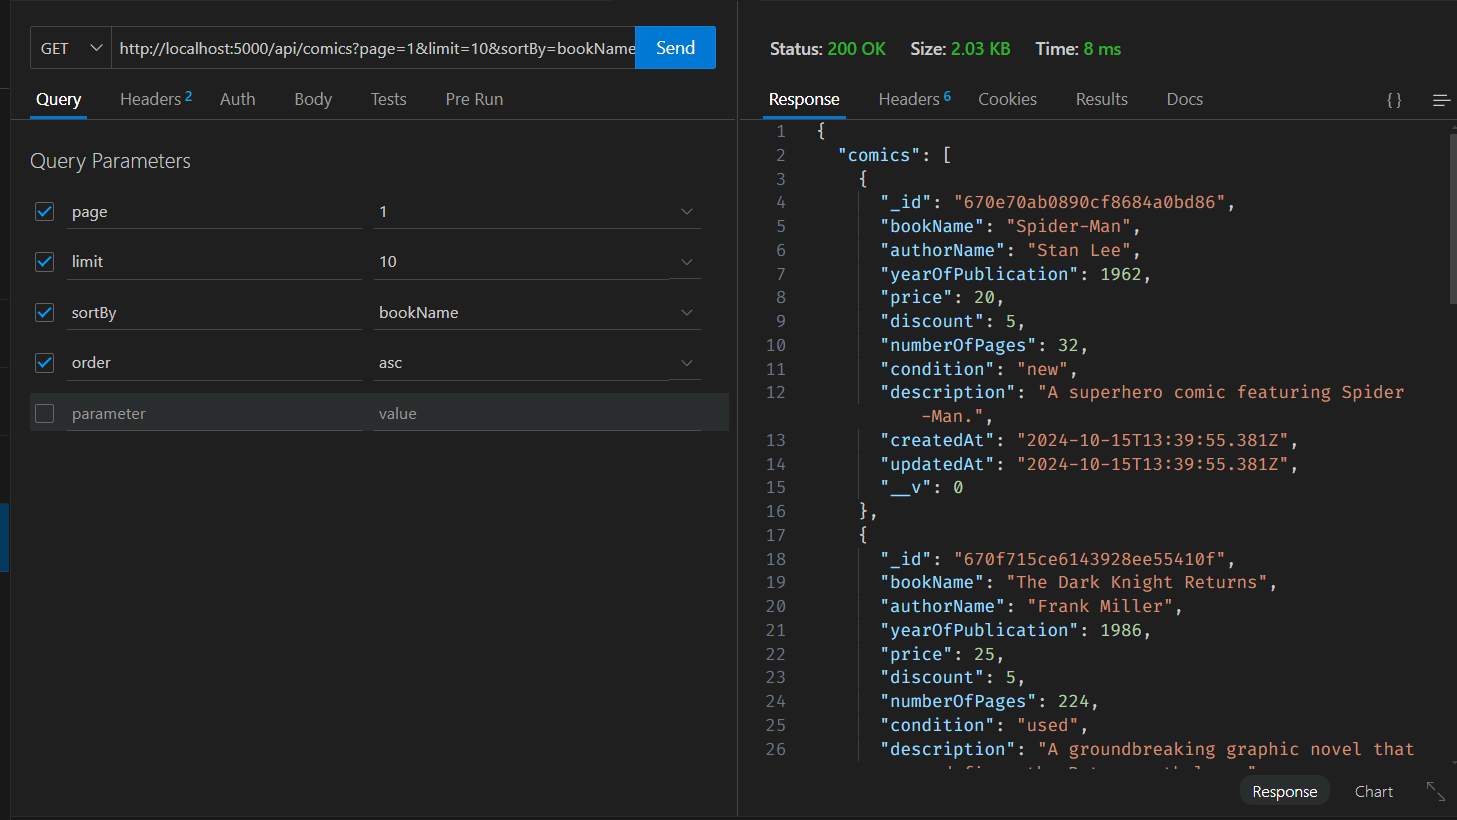 GET
http://localhost:5000/api/comics?page=1&limit=10&sortBy=bookName
Send
Query
Headers 2
Auth
Body
Tests
Pre Run
Query Parameters
page 1
limit 10
sortBy bookName
order asc
parameter value
Status: 200 OK Size: 2.03 KB Time: 8 ms
Response
Headers 6
Cookies
Results
Docs
{ }
1 {
2 "comics": [
3 {
4 "_id": "670e70ab0890cf8684a0bd86",
5 "bookName": "Spider-Man",
6 "authorName": "Stan Lee",
7 "yearOfPublication": 1962,
8 "price": 20,
9 "discount": 5,
10 "numberOfPages": 32,
11 "condition": "new",
12 "description": "A superhero comic featuring Spider
-Man.",
13 "createdAt": "2024-10-15T13:39:55.381Z",
14 "updatedAt": "2024-10-15T13:39:55.381Z",
15 "__v": 0
16 },
17 {
18 "_id": "670f715ce6143928ee55410f",
19 "bookName": "The Dark Knight Returns",
20 "authorName": "Frank Miller",
21 "yearOfPublication": 1986,
22 "price": 25,
23 "discount": 5,
24 "numberOfPages": 224,
25 "condition": "used",
26 "description": "A groundbreaking graphic novel that
Response
Chart